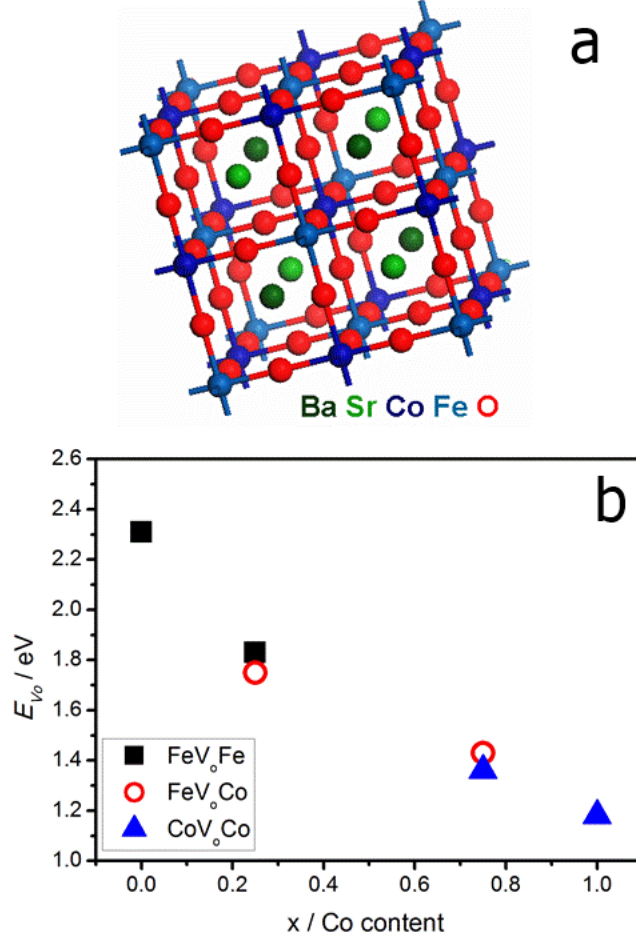 a
Ba Sr Co Fe O
b
2.6
2.4
2.2
2.0
1.8
1.6
1.4
1.2
1.0
E_Vo / eV
FeV_oFe
FeV_oCo
CoV_oCo
0.0 0.2 0.4 0.6 0.8 1.0
x / Co content